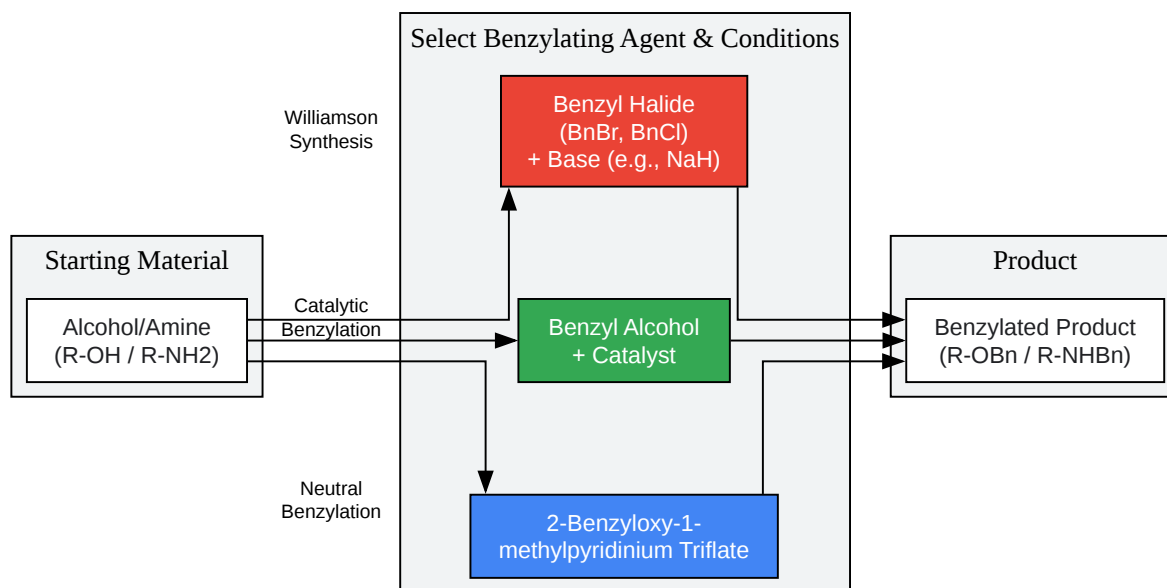 Select Benzylating Agent & Conditions
Williamson
Synthesis
Benzyl Halide
(BnBr, BnCl)
+ Base (e.g., NaH)
Starting Material
Alcohol/Amine
(R-OH / R-NH2)
Catalytic
Benzylation
Benzyl Alcohol
+ Catalyst
Product
Benzylated Product
(R-OBn / R-NHBn)
Neutral
Benzylation
2-Benzyloxy-1-
methylpyridinium Triflate